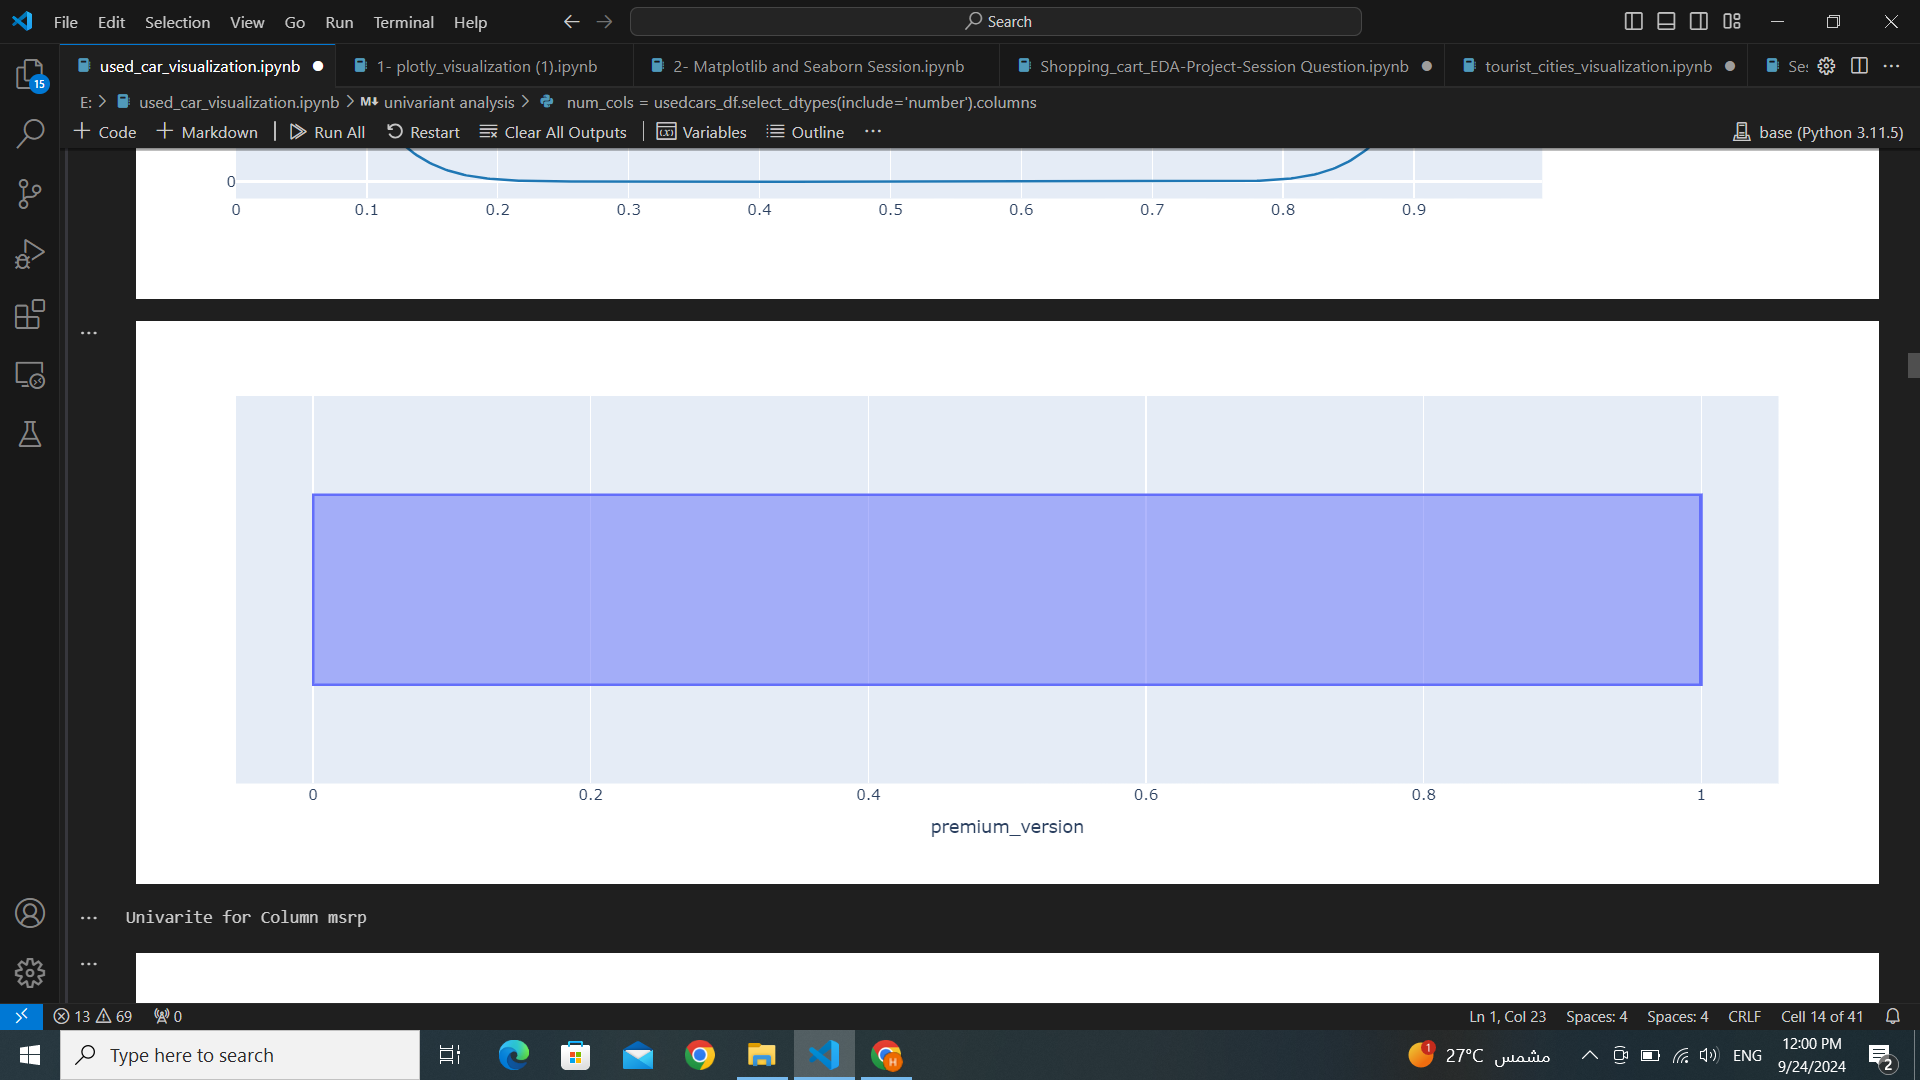 File Edit Selection View Go Run Terminal Help Search
used_car_visualization.ipynb 1- plotly_visualization (1).ipynb 2- Matplotlib and Seaborn Session.ipynb Shopping_cart_EDA-Project-Session Question.ipynb tourist_cities_visualization.ipynb Se
15
E: > used_car_visualization.ipynb > M↓ univariant analysis > num_cols = usedcars_df.select_dtypes(include='number').columns
+ Code + Markdown | Run All Restart Clear All Outputs | Variables Outline ... base (Python 3.11.5)
0
0 0.1 0.2 0.3 0.4 0.5 0.6 0.7 0.8 0.9
...
0 0.2 0.4 0.6 0.8 1
premium_version
... Univarite for Column msrp
...
13 69 0 Ln 1, Col 23 Spaces: 4 Spaces: 4 CRLF Cell 14 of 41
Type here to search H 1 27°C مشمس ENG 12:00 PM
9/24/2024 2